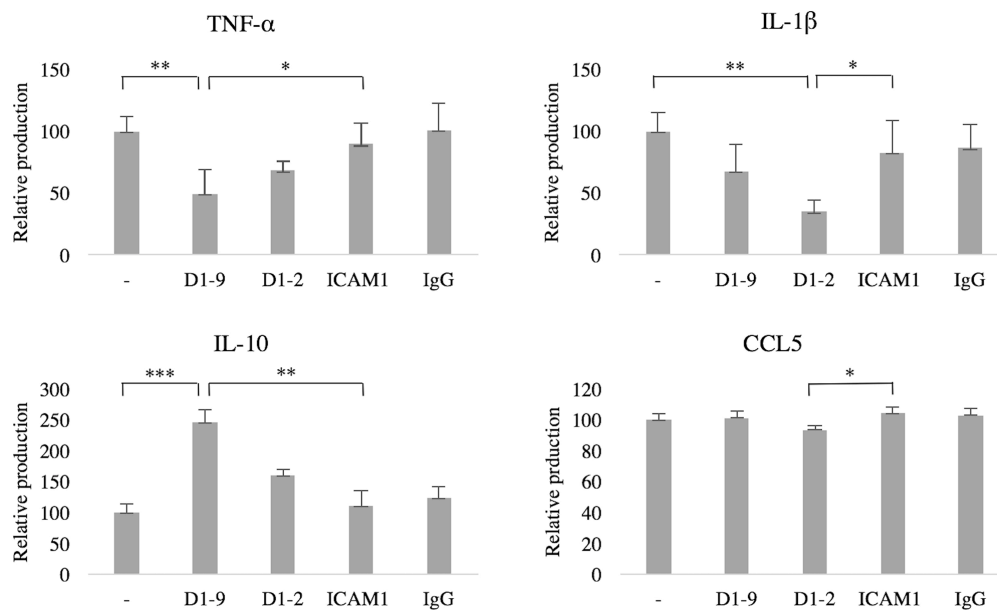 TNF-α
Relative production
150
100
50
0
**
*
- D1-9 D1-2 ICAM1 IgG
IL-1β
Relative production
150
100
50
0
**
*
- D1-9 D1-2 ICAM1 IgG
IL-10
Relative production
300
250
200
150
100
50
0
***
**
- D1-9 D1-2 ICAM1 IgG
CCL5
Relative prduction
120
100
80
60
40
20
0
*
- D1-9 D1-2 ICAM1 IgG